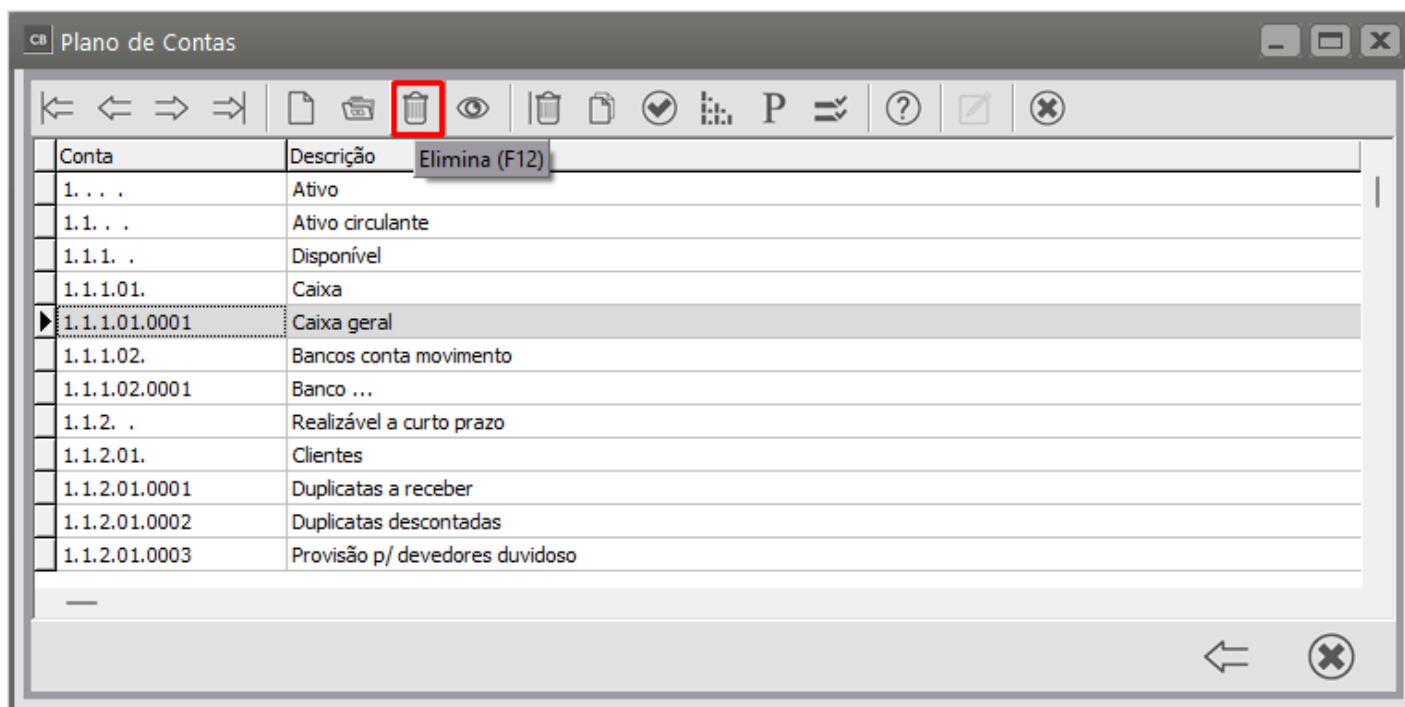 CB Plano de Contas
P ?
Conta Descrição Elimina (F12)
1. . . . Ativo
1.1. . . Ativo circulante
1.1.1. . Disponível
1.1.1.01. Caixa
1.1.1.01.0001 Caixa geral
1.1.1.02. Bancos conta movimento
1.1.1.02.0001 Banco ...
1.1.2. . Realizável a curto prazo
1.1.2.01. Clientes
1.1.2.01.0001 Duplicatas a receber
1.1.2.01.0002 Duplicatas descontadas
1.1.2.01.0003 Provisão p/ devedores duvidoso